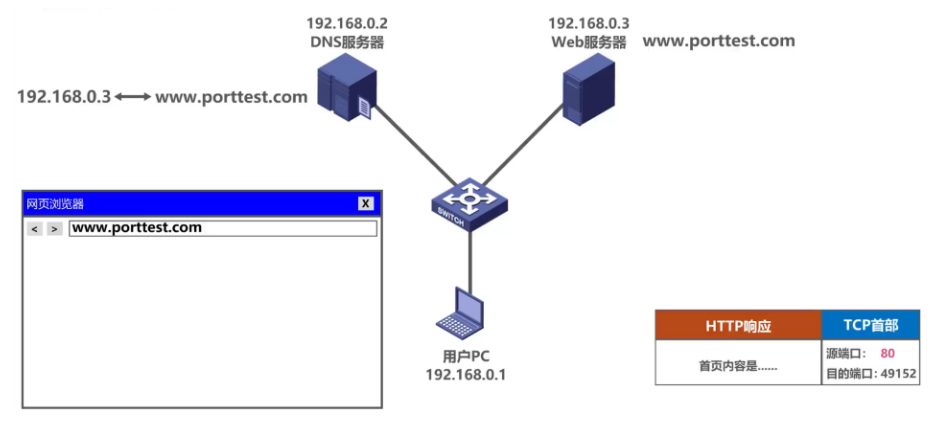 192.168.0.2
DNS服务器
192.168.0.3
Web服务器
www.porttest.com
192.168.0.3
www.porttest.com
网页浏览器
X
< >
www.porttest.com
SWITCH
用户PC
192.168.0.1
HTTP响应
TCP首部
首页内容是......
源端口: 80
目的端口: 49152